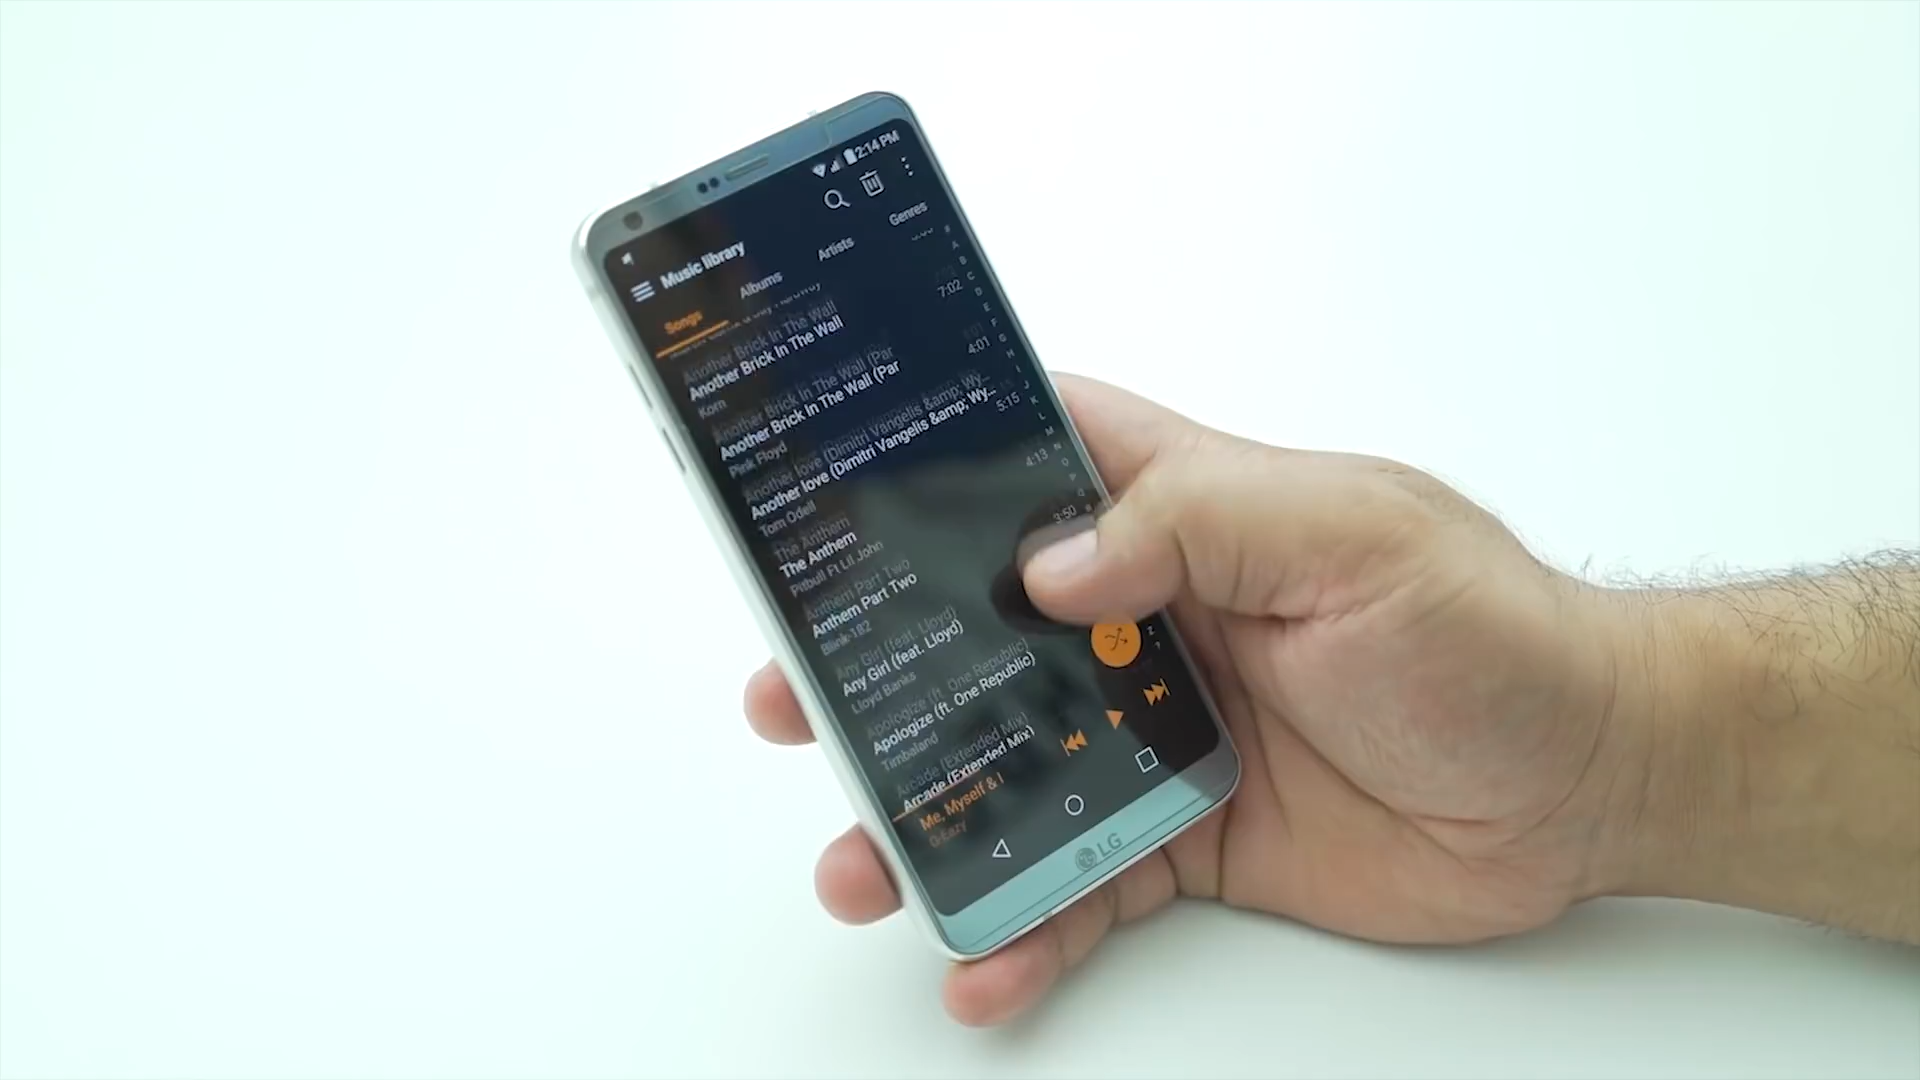 2:14 PM
Music library
Songs
Albums
Artists
Genres
Another Brick In The Wall
Korn
7:02
Another Brick In The Wall (Par
Pink Floyd
4:01
Another love (Dimitri Vangelis &amp; Wy...
Tom Odell
5:15
The Anthem
Pitbull Ft Lil John
4:13
Anthem Part Two
Blink-182
3:50
Any Girl (feat. Lloyd)
Lloyd Banks
Apologize (ft. One Republic)
Timbaland
Arcade (Extended Mix)
#
A
B
C
D
E
F
G
H
I
J
K
L
M
N
O
P
Q
Z
?
Me, Myself & I
G-Eazy
LG